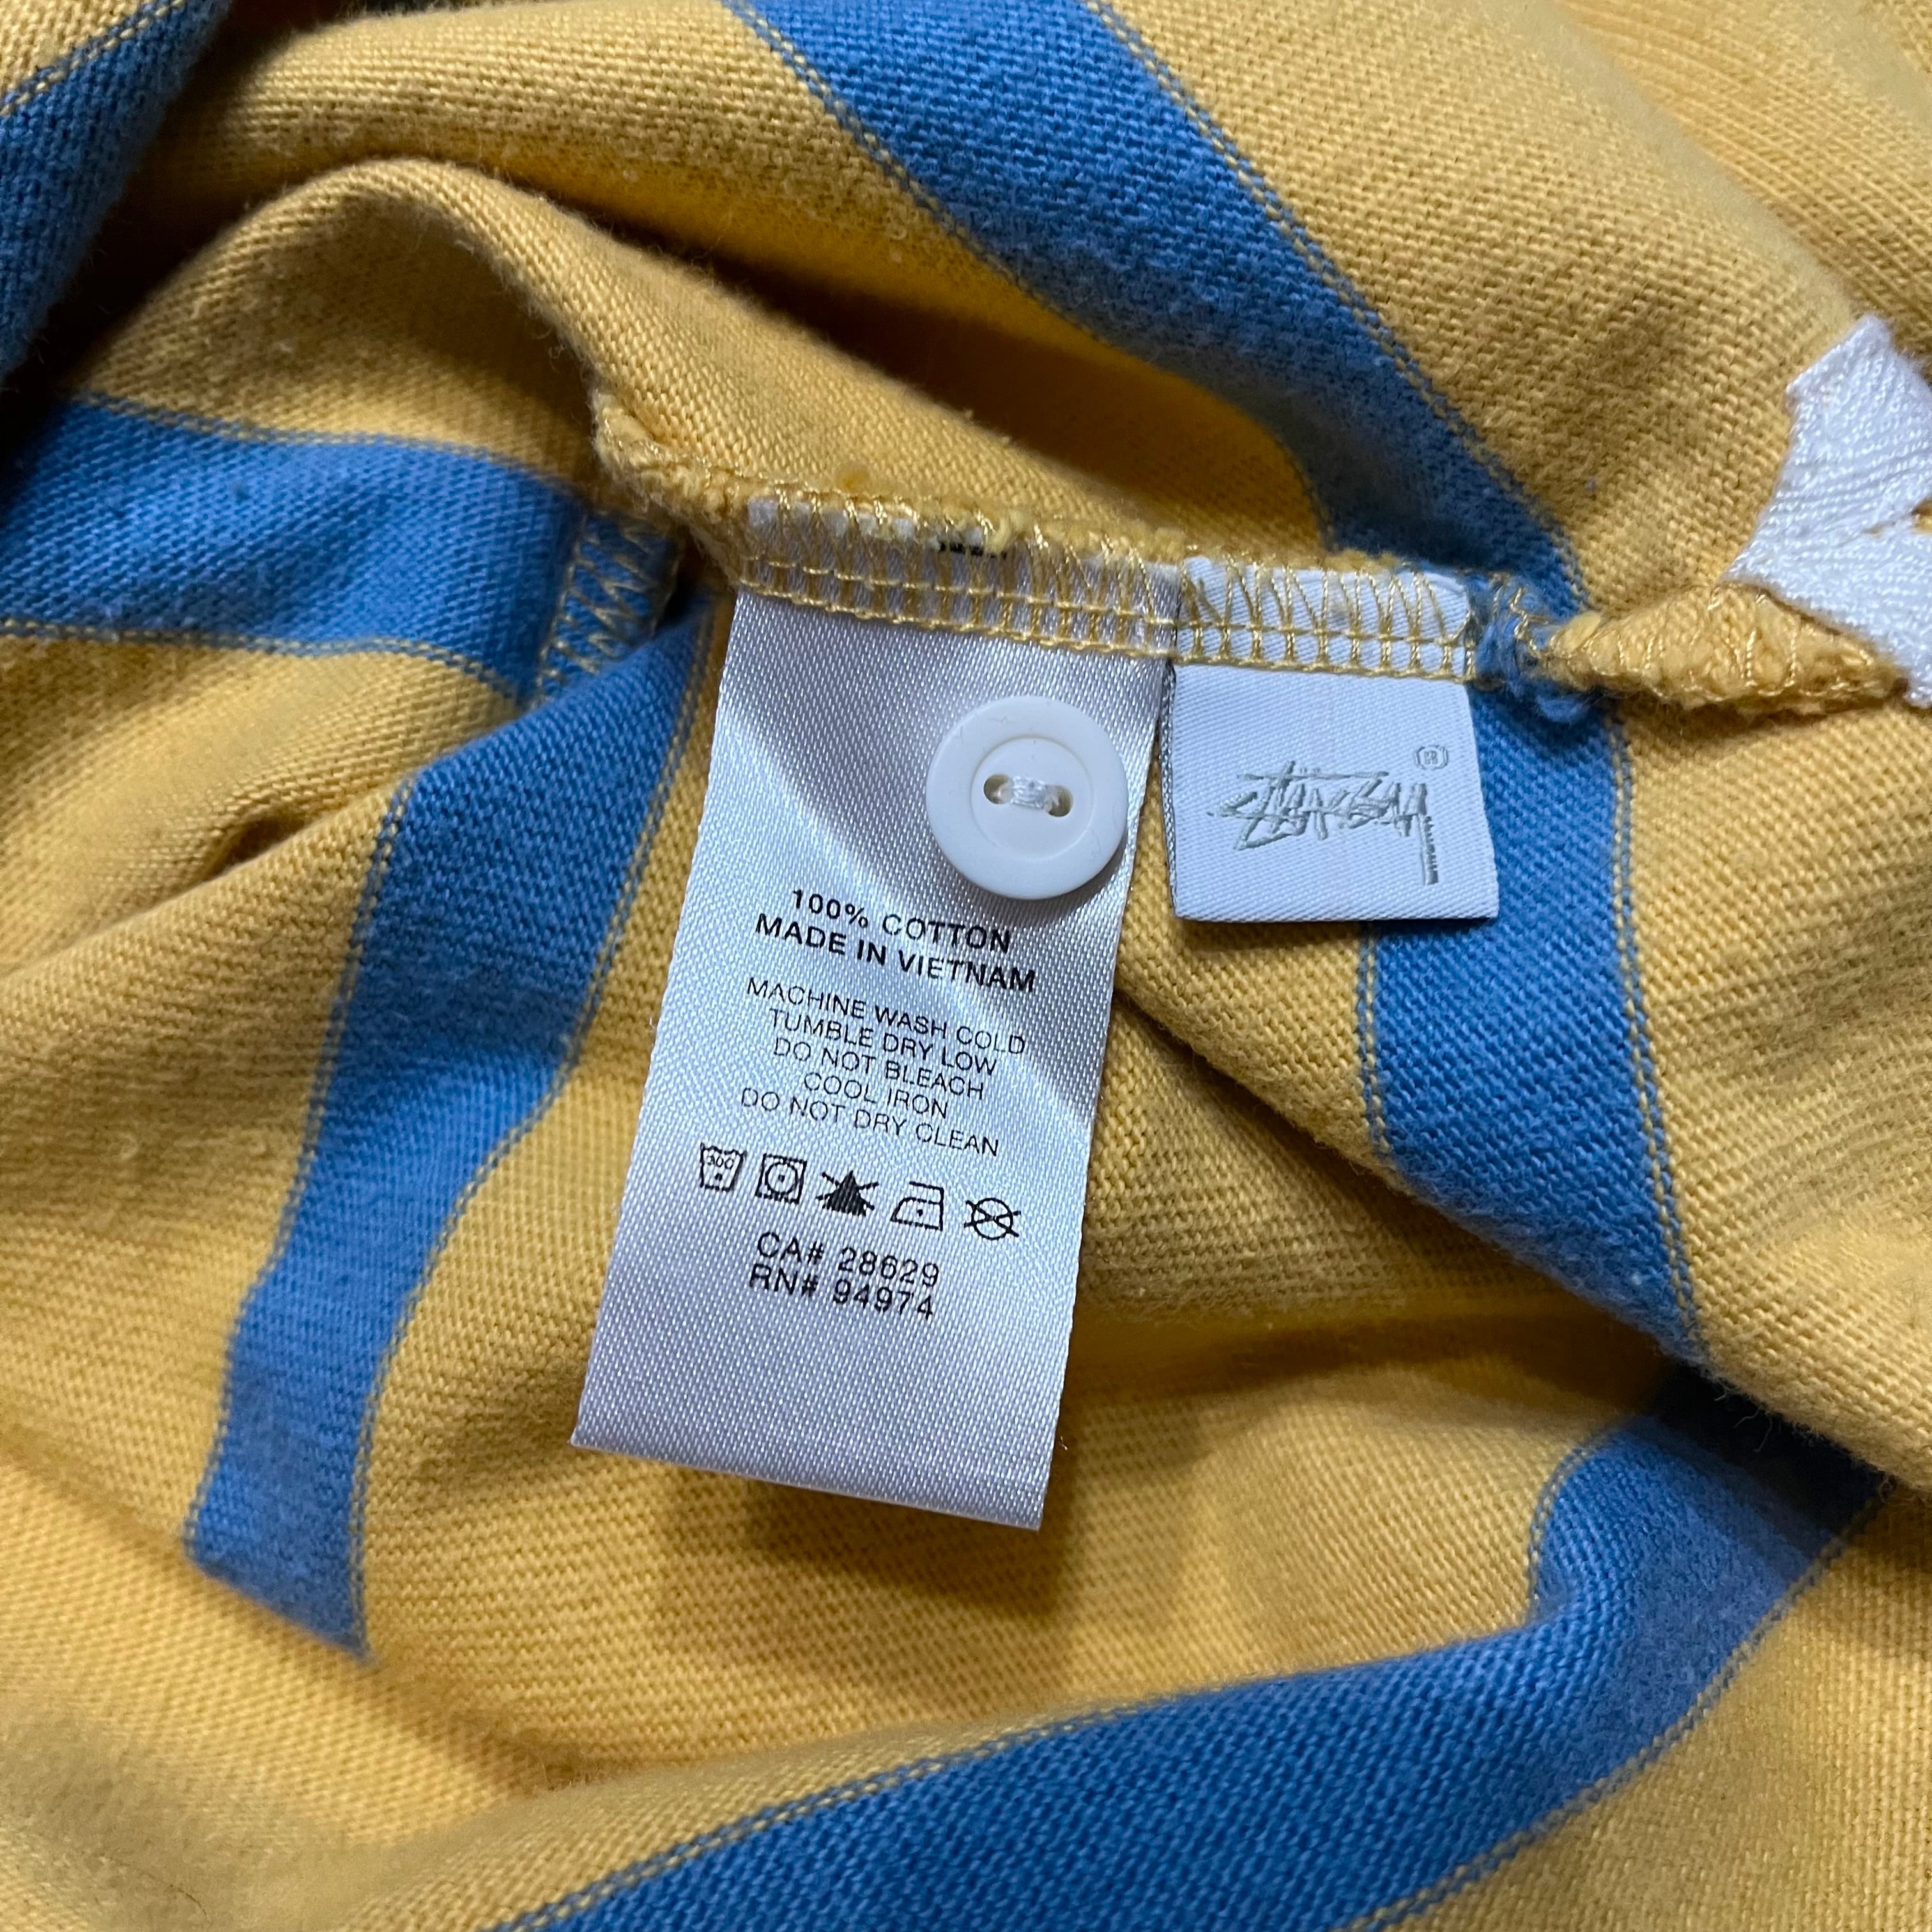 100% COTTON
MADE IN VIETNAM
MACHINE WASH COLD
TUMBLE DRY LOW
DO NOT BLEACH
COOL IRON
DO NOT DRY CLEAN
30C
CA# 28629
RN# 94974
Stüssy ®